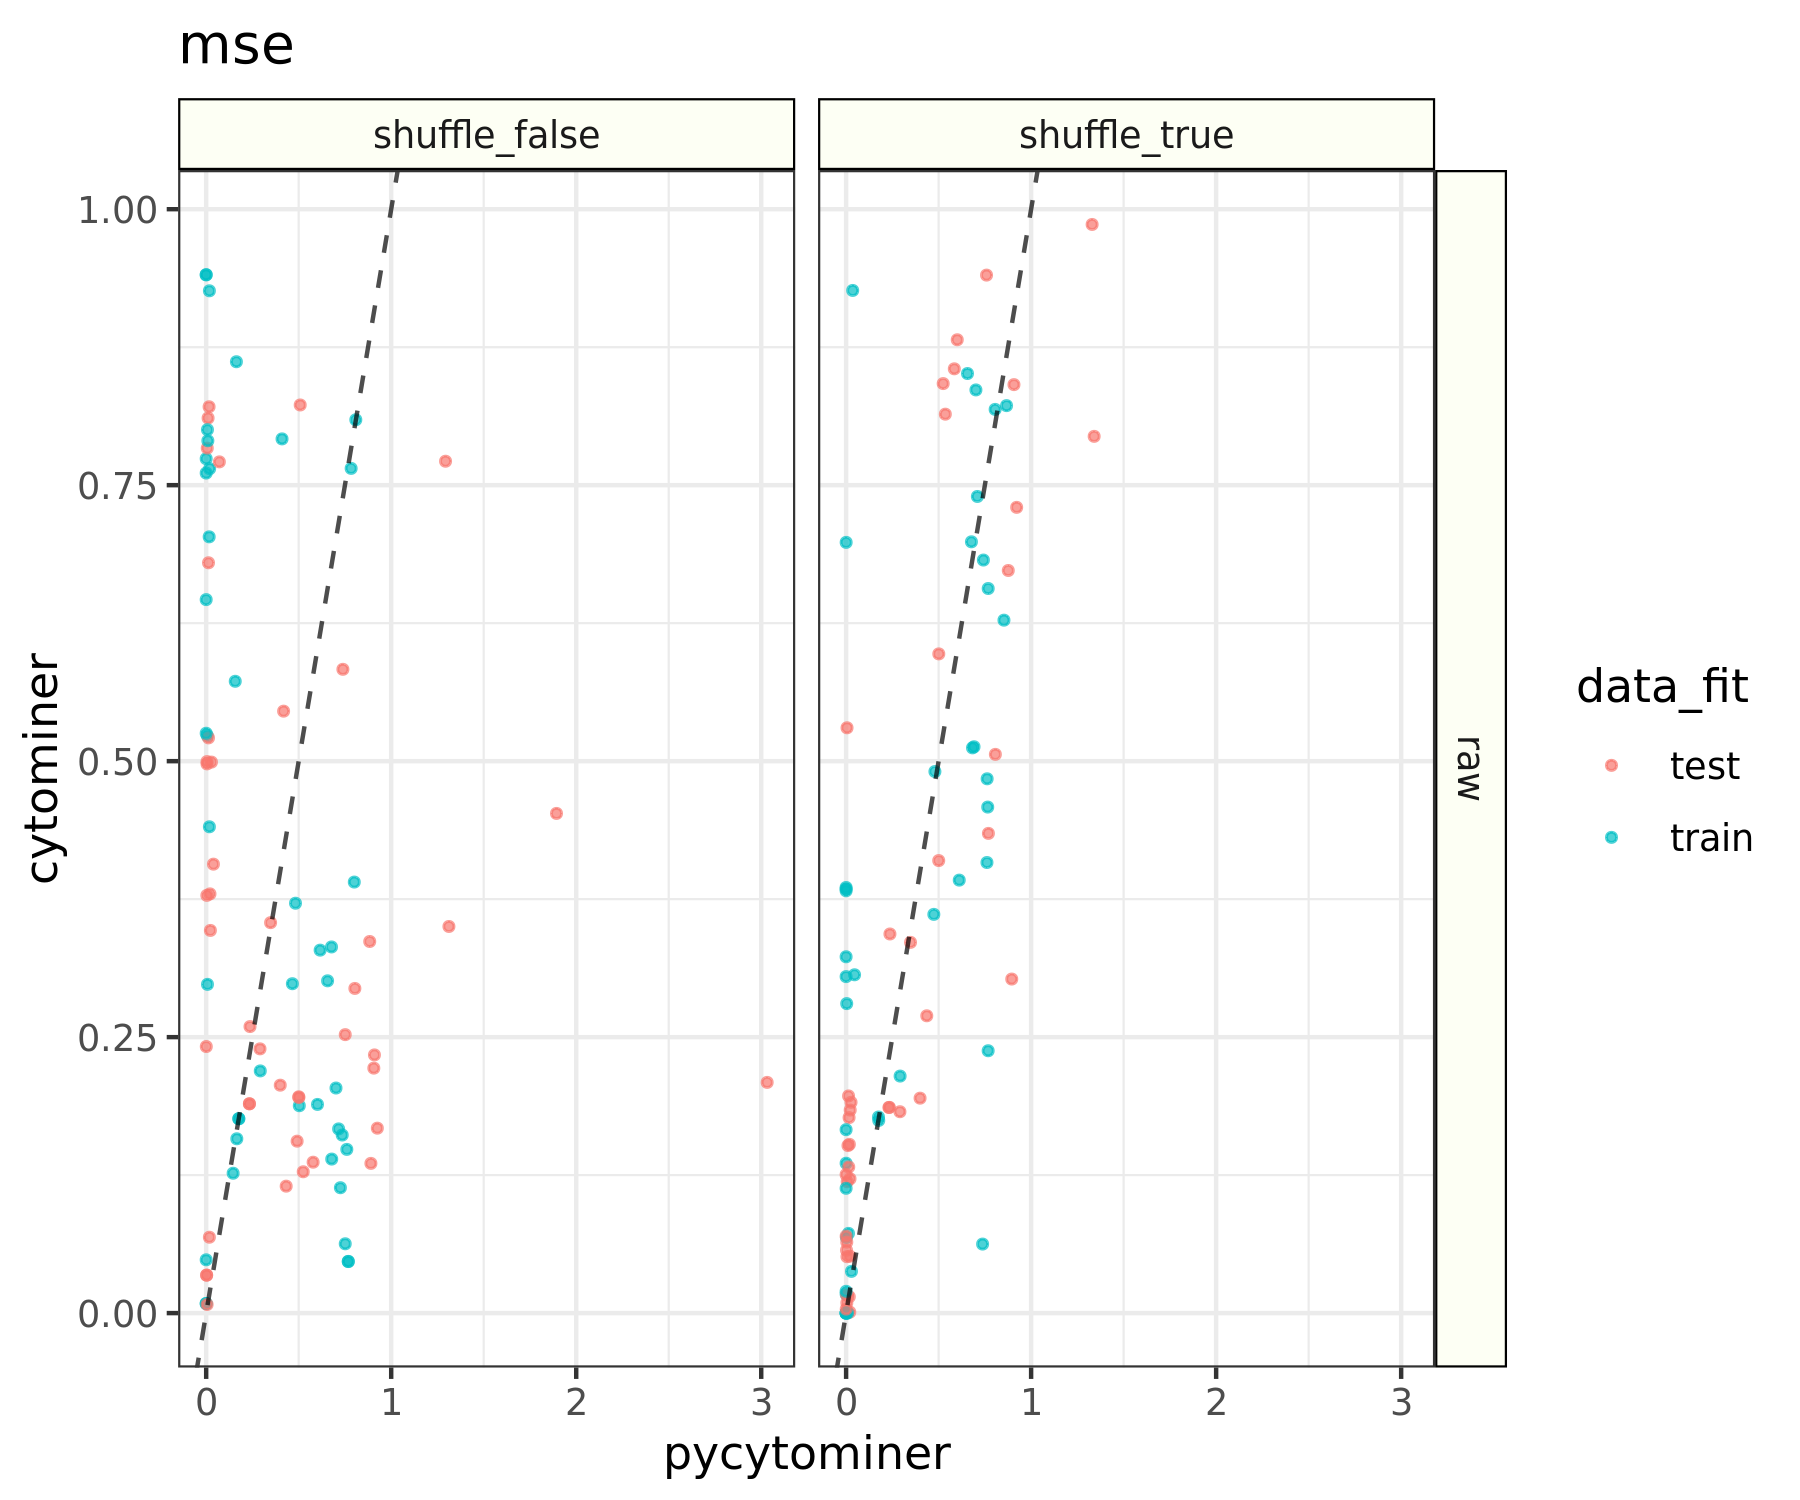 mse
shuffle_false
shuffle_true
1.00
0.75
0.50
0.25
0.00
cytominer
raw
data_fit
test
train
0 1 2 3
0 1 2 3
pycytominer